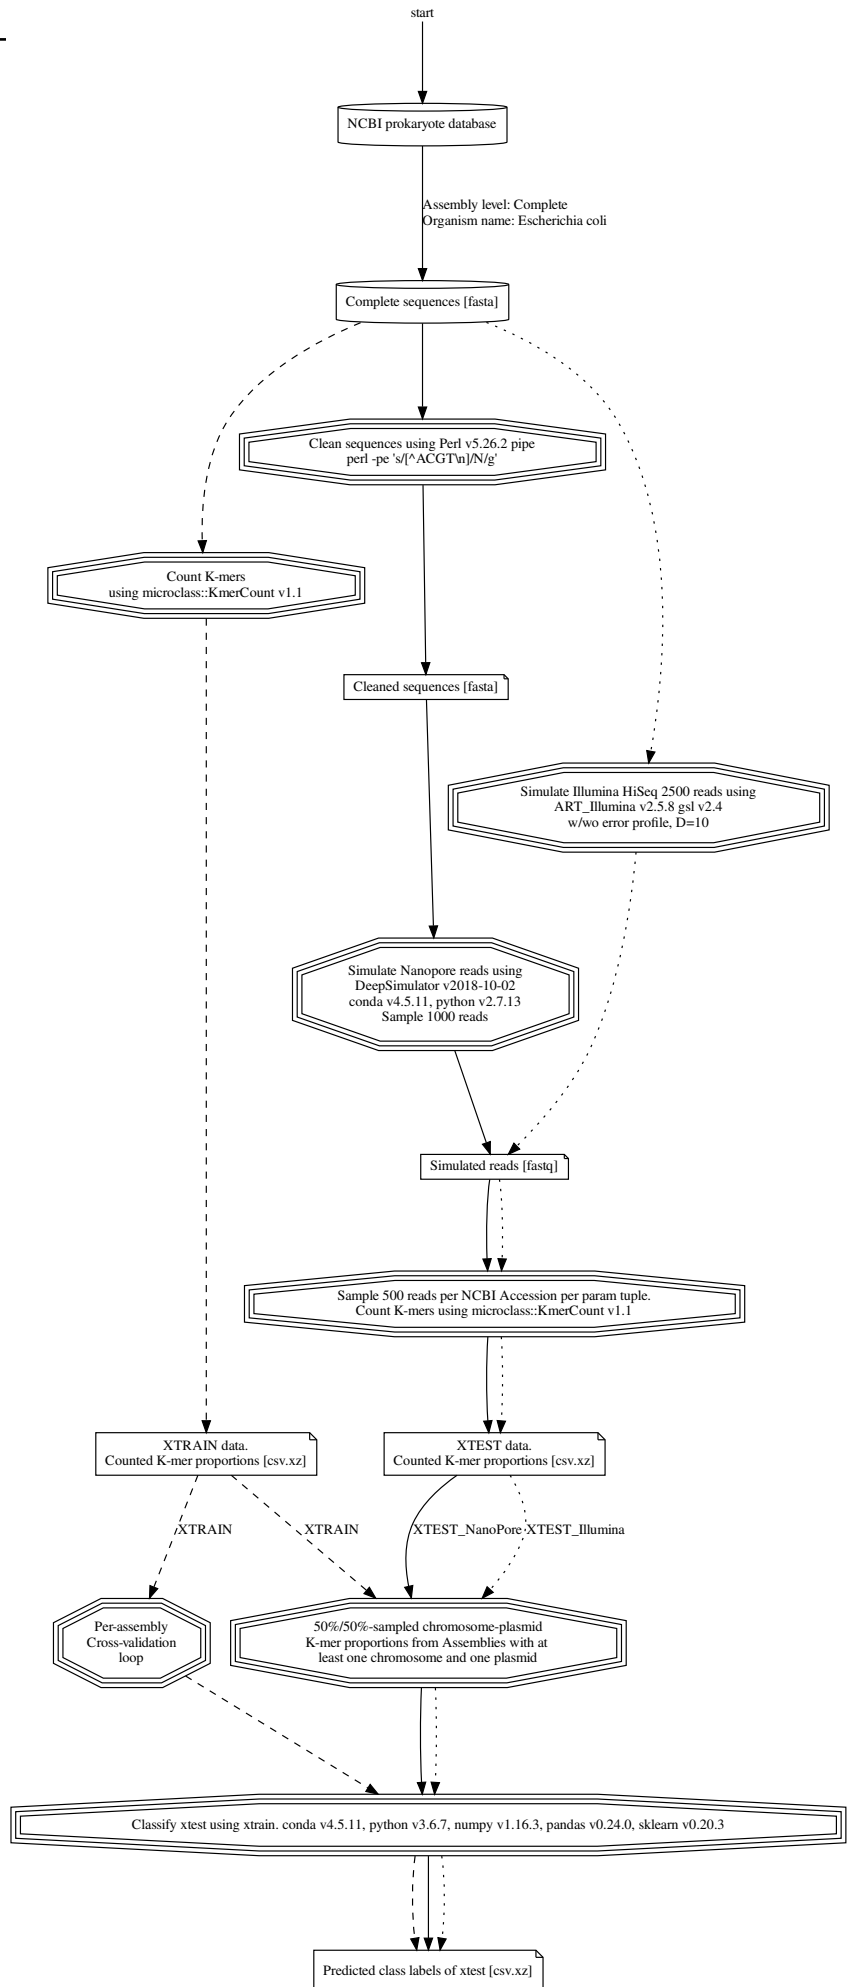 start
NCBI prokaryote database
Assembly level: Complete
Organism name: Escherichia coli
Complete sequences [fasta]
Clean sequences using Perl v5.26.2 pipe
perl -pe 's/[^ACGT\n]/N/g'
Count K-mers
using microclass::KmerCount v1.1
Cleaned sequences [fasta]
Simulate Illumina HiSeq 2500 reads using
ART_Illumina v2.5.8 gsl v2.4
w/wo error profile, D=10
Simulate Nanopore reads using
DeepSimulator v2018-10-02
conda v4.5.11, python v2.7.13
Sample 1000 reads
Simulated reads [fastq]
Sample 500 reads per NCBI Accession per param tuple.
Count K-mers using microclass::KmerCount v1.1
XTRAIN data.
Counted K-mer proportions [csv.xz]
XTEST data.
Counted K-mer proportions [csv.xz]
XTRAIN
XTRAIN
XTEST_NanoPore
XTEST_Illumina
Per-assembly
Cross-validation
loop
50%/50%-sampled chromosome-plasmid
K-mer proportions from Assemblies with at
least one chromosome and one plasmid
Classify xtest using xtrain. conda v4.5.11, python v3.6.7, numpy v1.16.3, pandas v0.24.0, sklearn v0.20.3
Predicted class labels of xtest [csv.xz]